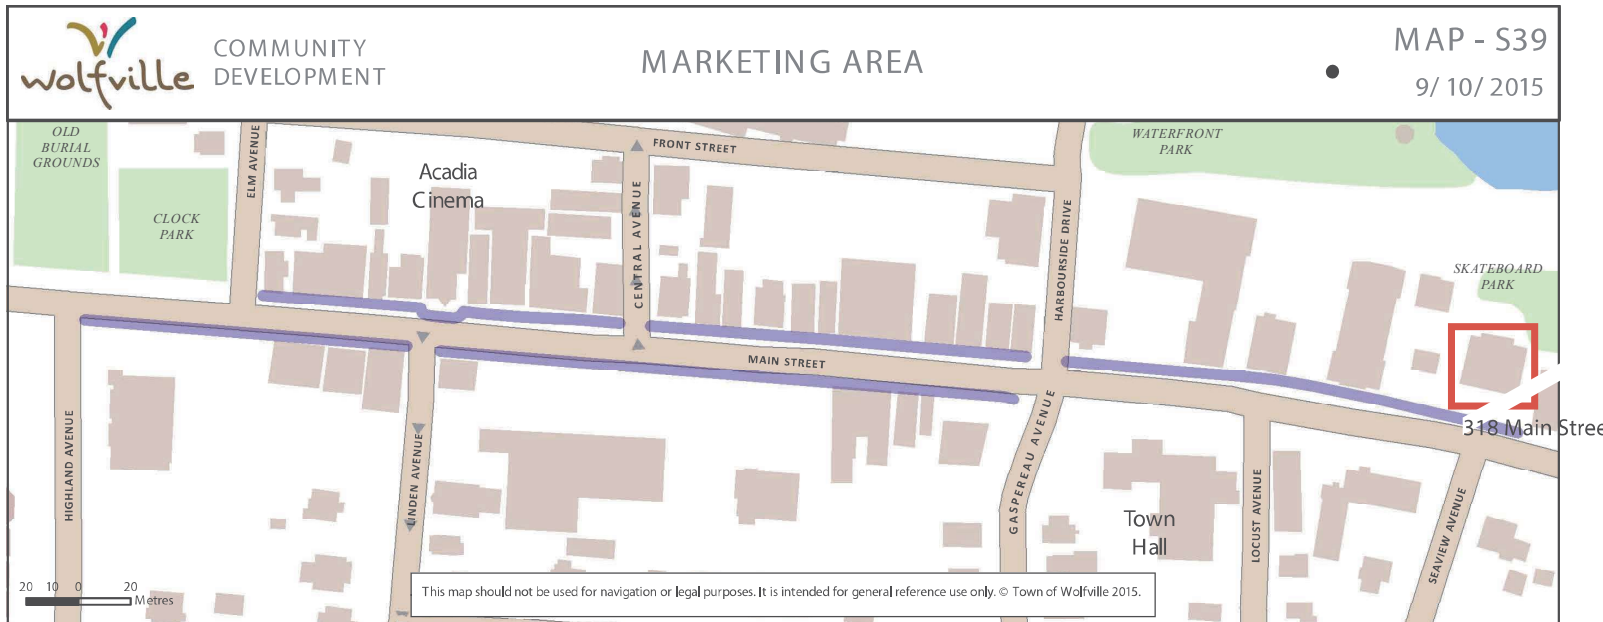 wolfville
COMMUNITY
DEVELOPMENT
MARKETING AREA
MAP - S39
9/ 10/ 2015
OLD
BURIAL
GROUNDS
CLOCK
PARK
ELM AVENUE
Acadia
Cinema
FRONT STREET
CENTRAL AVENUE
WATERFRONT
PARK
HARBOURSIDE DRIVE
SKATEBOARD
PARK
MAIN STREET
318 Main Stree
HIGHLAND AVENUE
LINDEN AVENUE
GASPEREAU AVENUE
Town
Hall
LOCUST AVENUE
SEAVIEW AVENUE
20 10 0 20
Metres
This map should not be used for navigation or legal purposes. It is intended for general reference use only. © Town of Wolfville 2015.